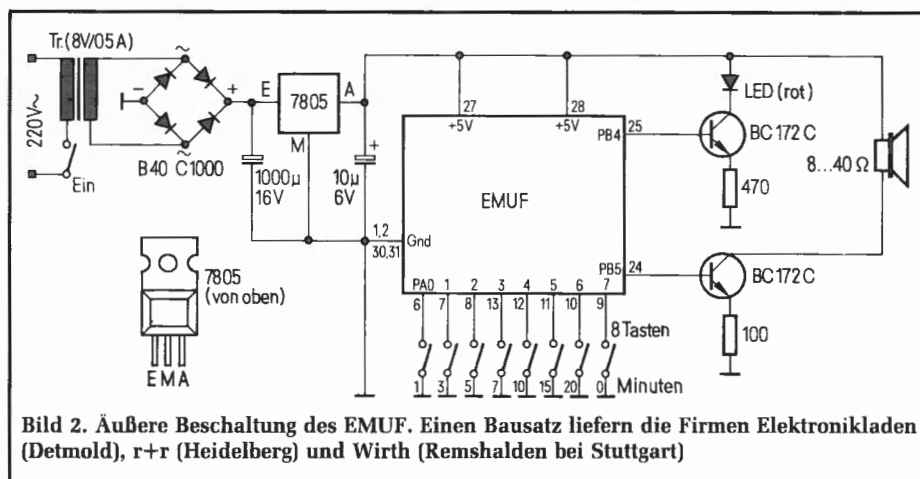 Tr.(8V/05A)
220V~
Ein
~
−
+
~
B40 C1000
E
7805
A
M
1000µ
16V
+
10µ
6V
27
+5V
28
+5V
PB4
25
LED (rot)
BC 172 C
470
8...40 Ω
EMUF
1,2
30,31
Gnd
PB5
24
BC 172 C
100
PA0 1 2 3 4 5 6 7
6 7 8 13 12 11 10 9
8 Tasten
1 3 5 7 10 15 20 0 Minuten
7805
(von oben)
E M A
Bild 2. Äußere Beschaltung des EMUF. Einen Bausatz liefern die Firmen Elektronikladen
(Detmold), r+r (Heidelberg) und Wirth (Remshalden bei Stuttgart)